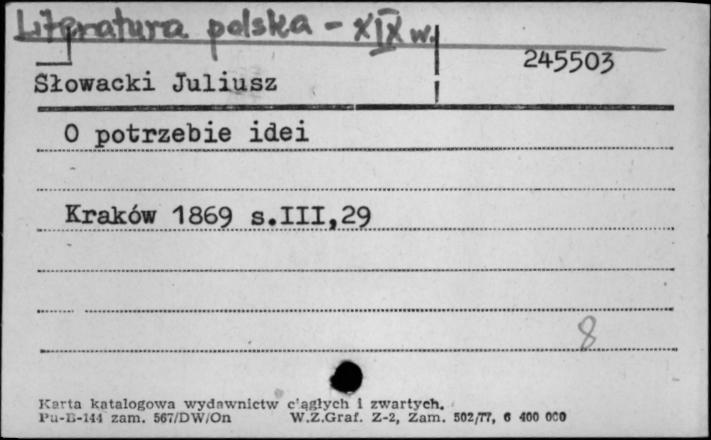 Literatura polska - XIX w.
245503
Słowacki Juliusz
O potrzebie idei
Kraków 1869 s.III,29
8
Karta katalogowa wydawnictw ciągłych i zwartych.
Pu-B-144 zam. 567/DW/On W.Z.Graf. Z-2, Zam. 502/77, 6 400 000